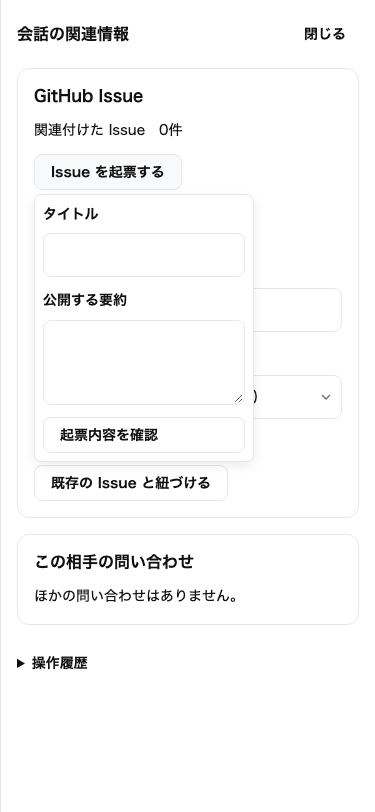 会話の関連情報
閉じる
GitHub Issue
関連付けた Issue 0件
Issue を起票する
タイトル
公開する要約
)
起票内容を確認
既存の Issue と紐づける
この相手の問い合わせ
ほかの問い合わせはありません。
操作履歴